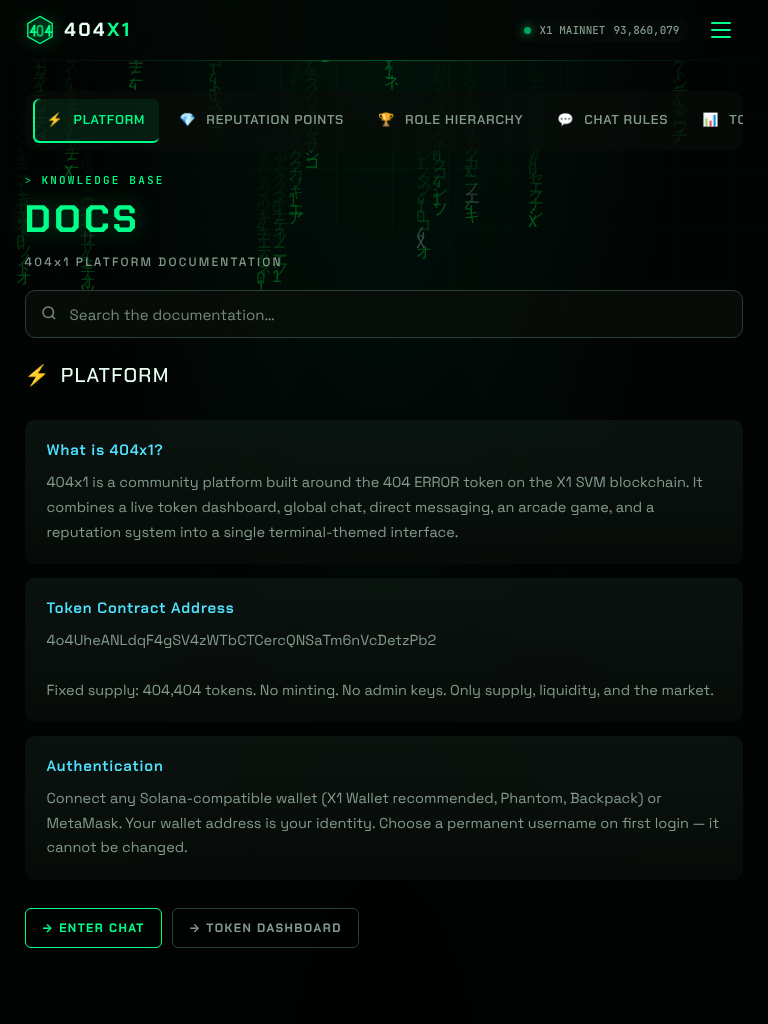 404X1
X1 MAINNET 93,860,079
⚡ PLATFORM
💎 REPUTATION POINTS
🏆 ROLE HIERARCHY
💬 CHAT RULES
📊 TO
> KNOWLEDGE BASE
DOCS
404x1 PLATFORM DOCUMENTATION
Search the documentation…
⚡ PLATFORM
What is 404x1?
404x1 is a community platform built around the 404 ERROR token on the X1 SVM blockchain. It
combines a live token dashboard, global chat, direct messaging, an arcade game, and a
reputation system into a single terminal-themed interface.
Token Contract Address
4o4UheANLdqF4gSV4zWTbCTCercQNSaTm6nVcDetzPb2
Fixed supply: 404,404 tokens. No minting. No admin keys. Only supply, liquidity, and the market.
Authentication
Connect any Solana-compatible wallet (X1 Wallet recommended, Phantom, Backpack) or
MetaMask. Your wallet address is your identity. Choose a permanent username on first login — it
cannot be changed.
→ ENTER CHAT
→ TOKEN DASHBOARD